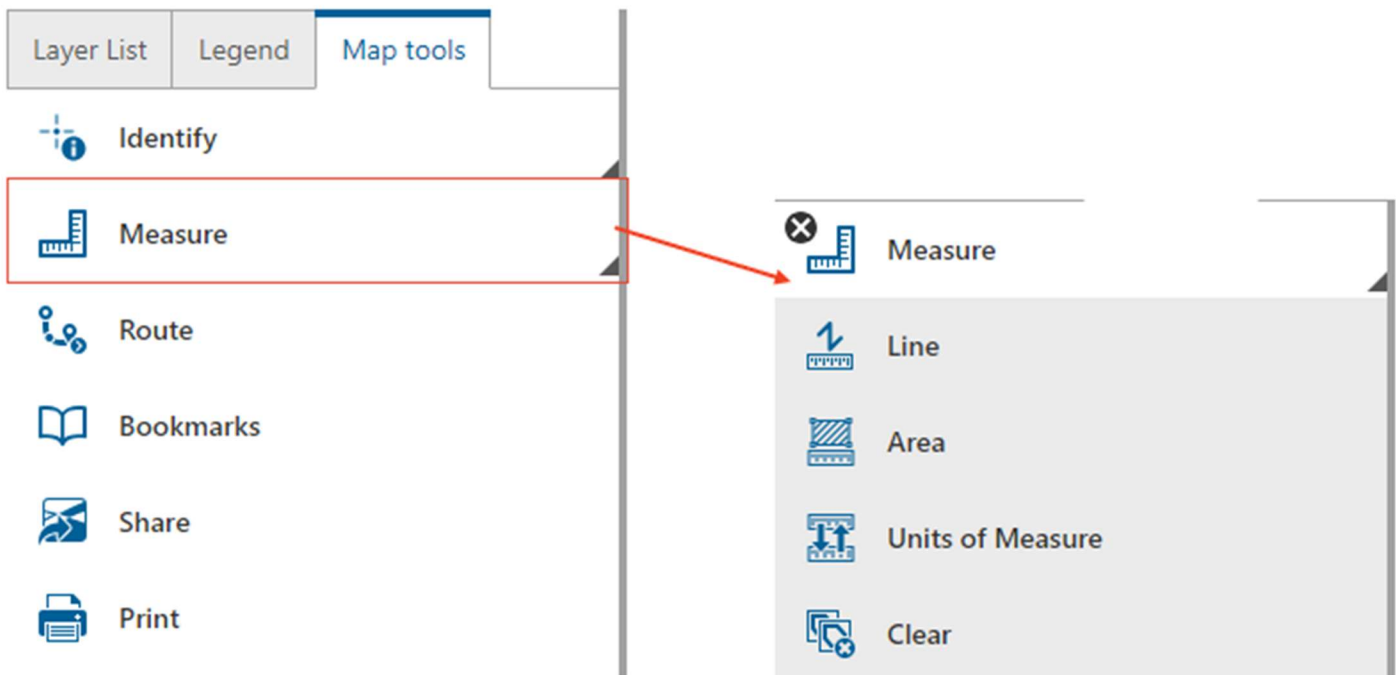 Layer List
Legend
Map tools
Identify
Measure
Route
Bookmarks
Share
Print
Measure
Line
Area
Units of Measure
Clear